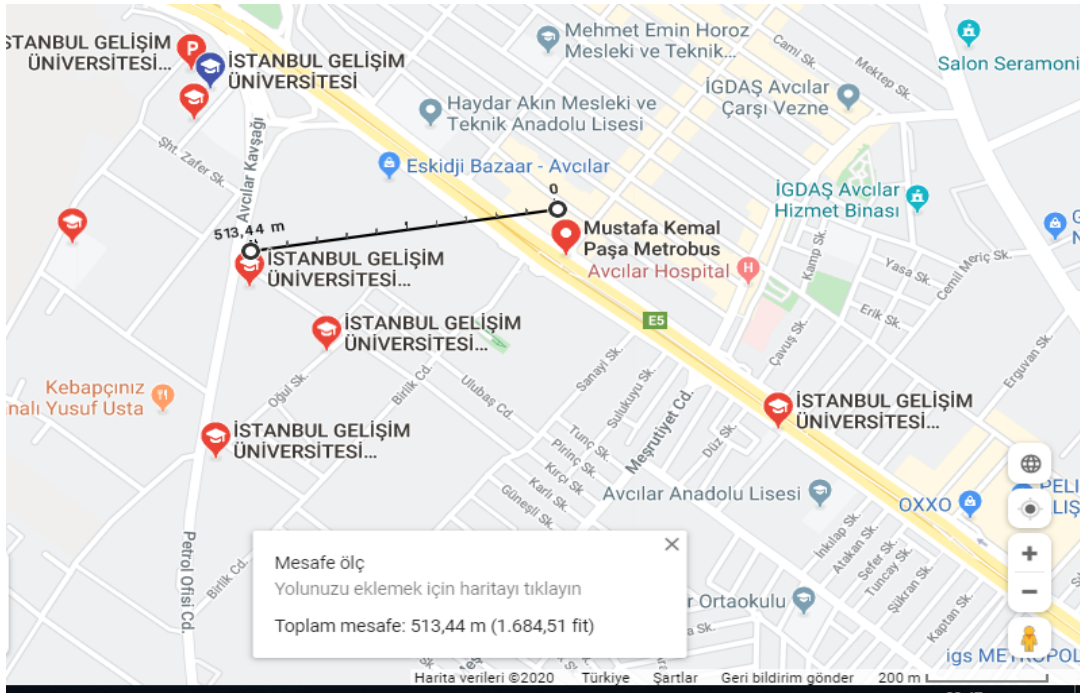 STANBUL GELİŞİM
ÜNİVERSİTESİ...
P
İSTANBUL GELİŞİM
ÜNİVERSİTESİ
Mehmet Emin Horoz
Mesleki ve Teknik...
Cami Sk.
Mektep Sk.
Salon Seramoni
Haydar Akın Mesleki ve
Teknik Anadolu Lisesi
İGDAŞ Avcılar
Çarşı Vezne
Şht. Zafer Sk.
Avcılar Kavşağı
Eskidji Bazaar - Avcılar
İGDAŞ Avcılar
Hizmet Binası
0
513,44 m
Mustafa Kemal
Paşa Metrobus
Avcılar Hospital
H
Kamp Sk.
Yasa Sk.
Cemil Meriç Sk.
G
N
İSTANBUL GELİŞİM
ÜNİVERSİTESİ...
E5
Erik Sk.
Çavuş Sk.
Erguvan Sk.
İSTANBUL GELİŞİM
ÜNİVERSİTESİ...
Sanayi Sk.
Sulukuyu Sk.
Kebapçınız
nalı Yusuf Usta
Oğul Sk.
Birlik Cd.
Ulubaş Cd.
Meşrutiyet Cd.
Düz Sk.
İSTANBUL GELİŞİM
ÜNİVERSİTESİ...
İSTANBUL GELİŞİM
ÜNİVERSİTESİ...
Tunç Sk.
Pirinç Sk.
Kırçı Sk.
Karlı Sk.
Güneşli Sk.
Avcılar Anadolu Lisesi
OXXO
PELI
LIŞ
İnkılap Sk.
Atakan Sk.
Sefer Sk.
Tuncay Sk.
Şükran Sk.
Kaptan Sk.
Petrol Ofisi Cd.
Birlik Cd.
Mesafe ölç
Yolunuzu eklemek için haritayı tıklayın
Toplam mesafe: 513,44 m (1.684,51 fit)
r Ortaokulu
a Sk.
igs METROPOL
Harita verileri ©2020 Türkiye Şartlar Geri bildirim gönder 200 m